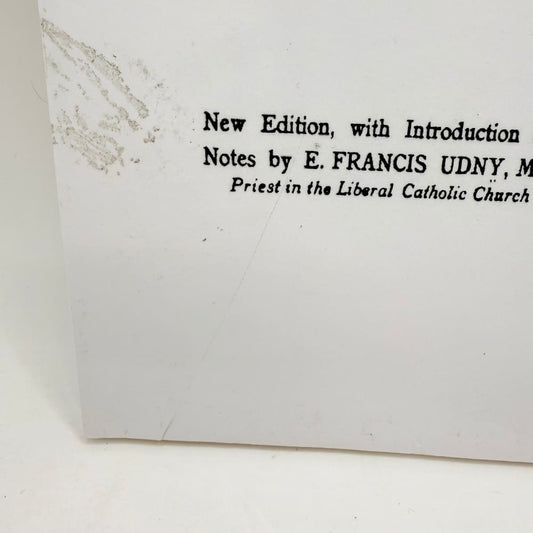 New Edition, with Introduction
Notes by E. FRANCIS UDNY, M
Priest in the Liberal Catholic Church